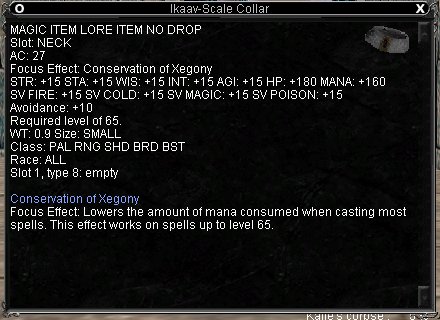 Ikaav-Scale Collar
MAGIC ITEM LORE ITEM NO DROP
Slot: NECK
AC: 27
Focus Effect: Conservation of Xegony
STR: +15 STA: +15 WIS: +15 INT: +15 AGI: +15 HP: +180 MANA: +160
SV FIRE: +15 SV COLD: +15 SV MAGIC: +15 SV POISON: +15
Avoidance: +10
Required level of 65.
WT: 0.9 Size: SMALL
Class: PAL RNG SHD BRD BST
Race: ALL
Slot 1, type 8: empty
Conservation of Xegony
Focus Effect: Lowers the amount of mana consumed when casting most
spells. This effect works on spells up to level 65.
corpse